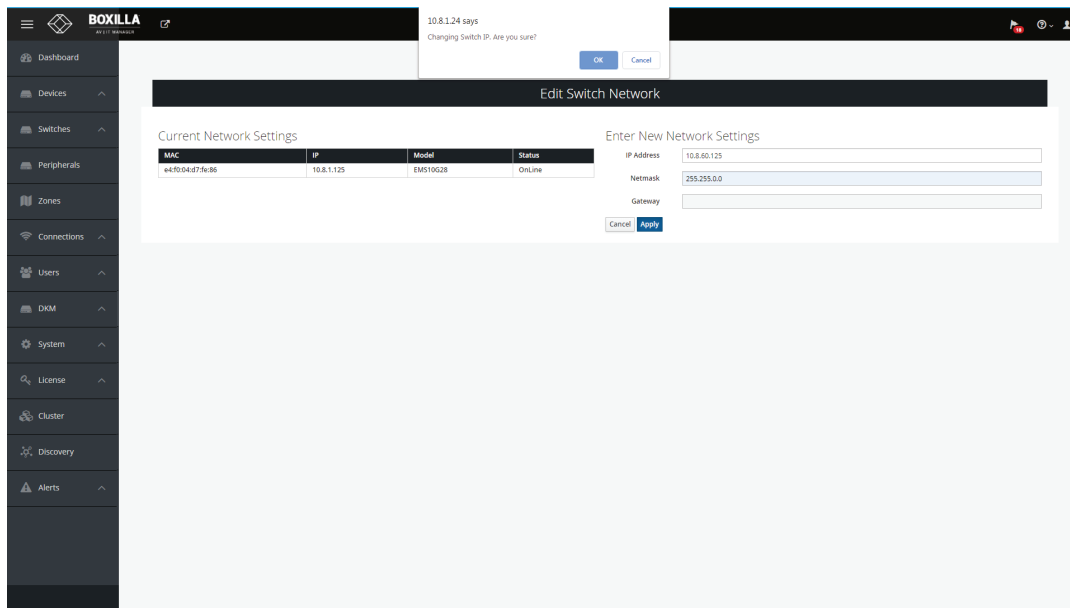 BOXILLA
AV | IT MANAGER
10.8.1.24 says
Changing Switch IP. Are you sure?
OK Cancel
18
Dashboard
Devices
Switches
Peripherals
Zones
Connections
Users
DKM
System
License
Cluster
Discovery
Alerts
Edit Switch Network
Current Network Settings
MAC IP Model Status
e4:f0:04:d7:fe:86 10.8.1.125 EMS10G28 OnLine
Enter New Network Settings
IP Address 10.8.60.125
Netmask 255.255.0.0
Gateway
Cancel Apply